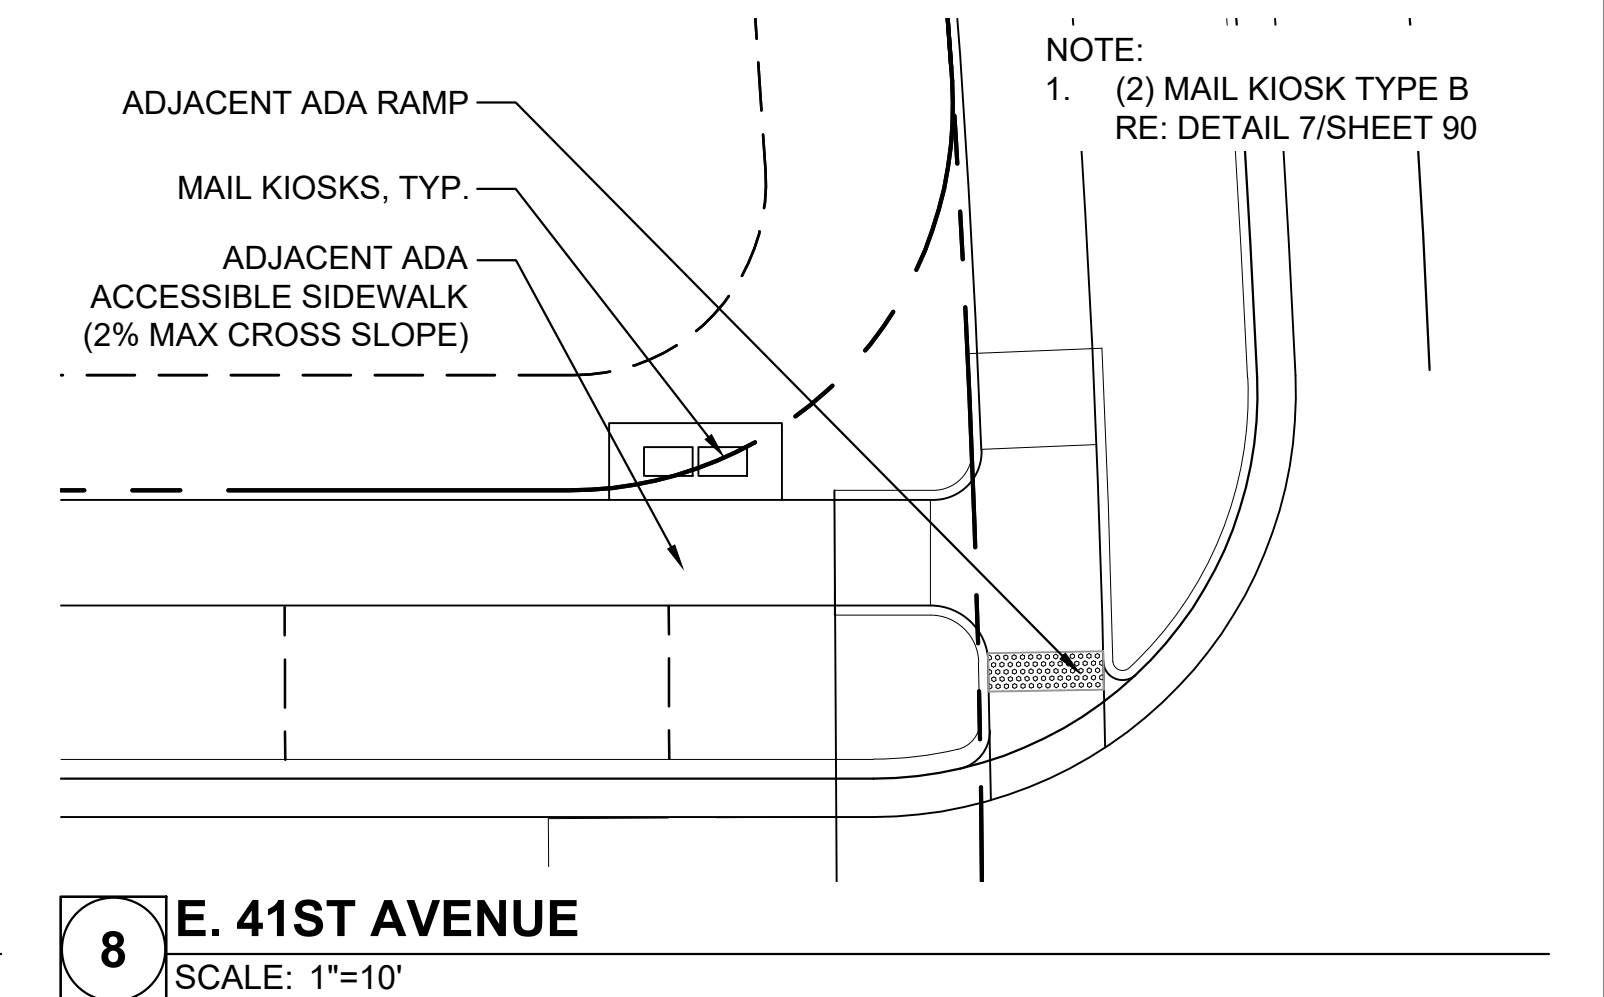 NOTE:
1. (2) MAIL KIOSK TYPE B
RE: DETAIL 7/SHEET 90
ADJACENT ADA RAMP
MAIL KIOSKS, TYP.
ADJACENT ADA
ACCESSIBLE SIDEWALK
(2% MAX CROSS SLOPE)
8
E. 41ST AVENUE
SCALE: 1"=10'